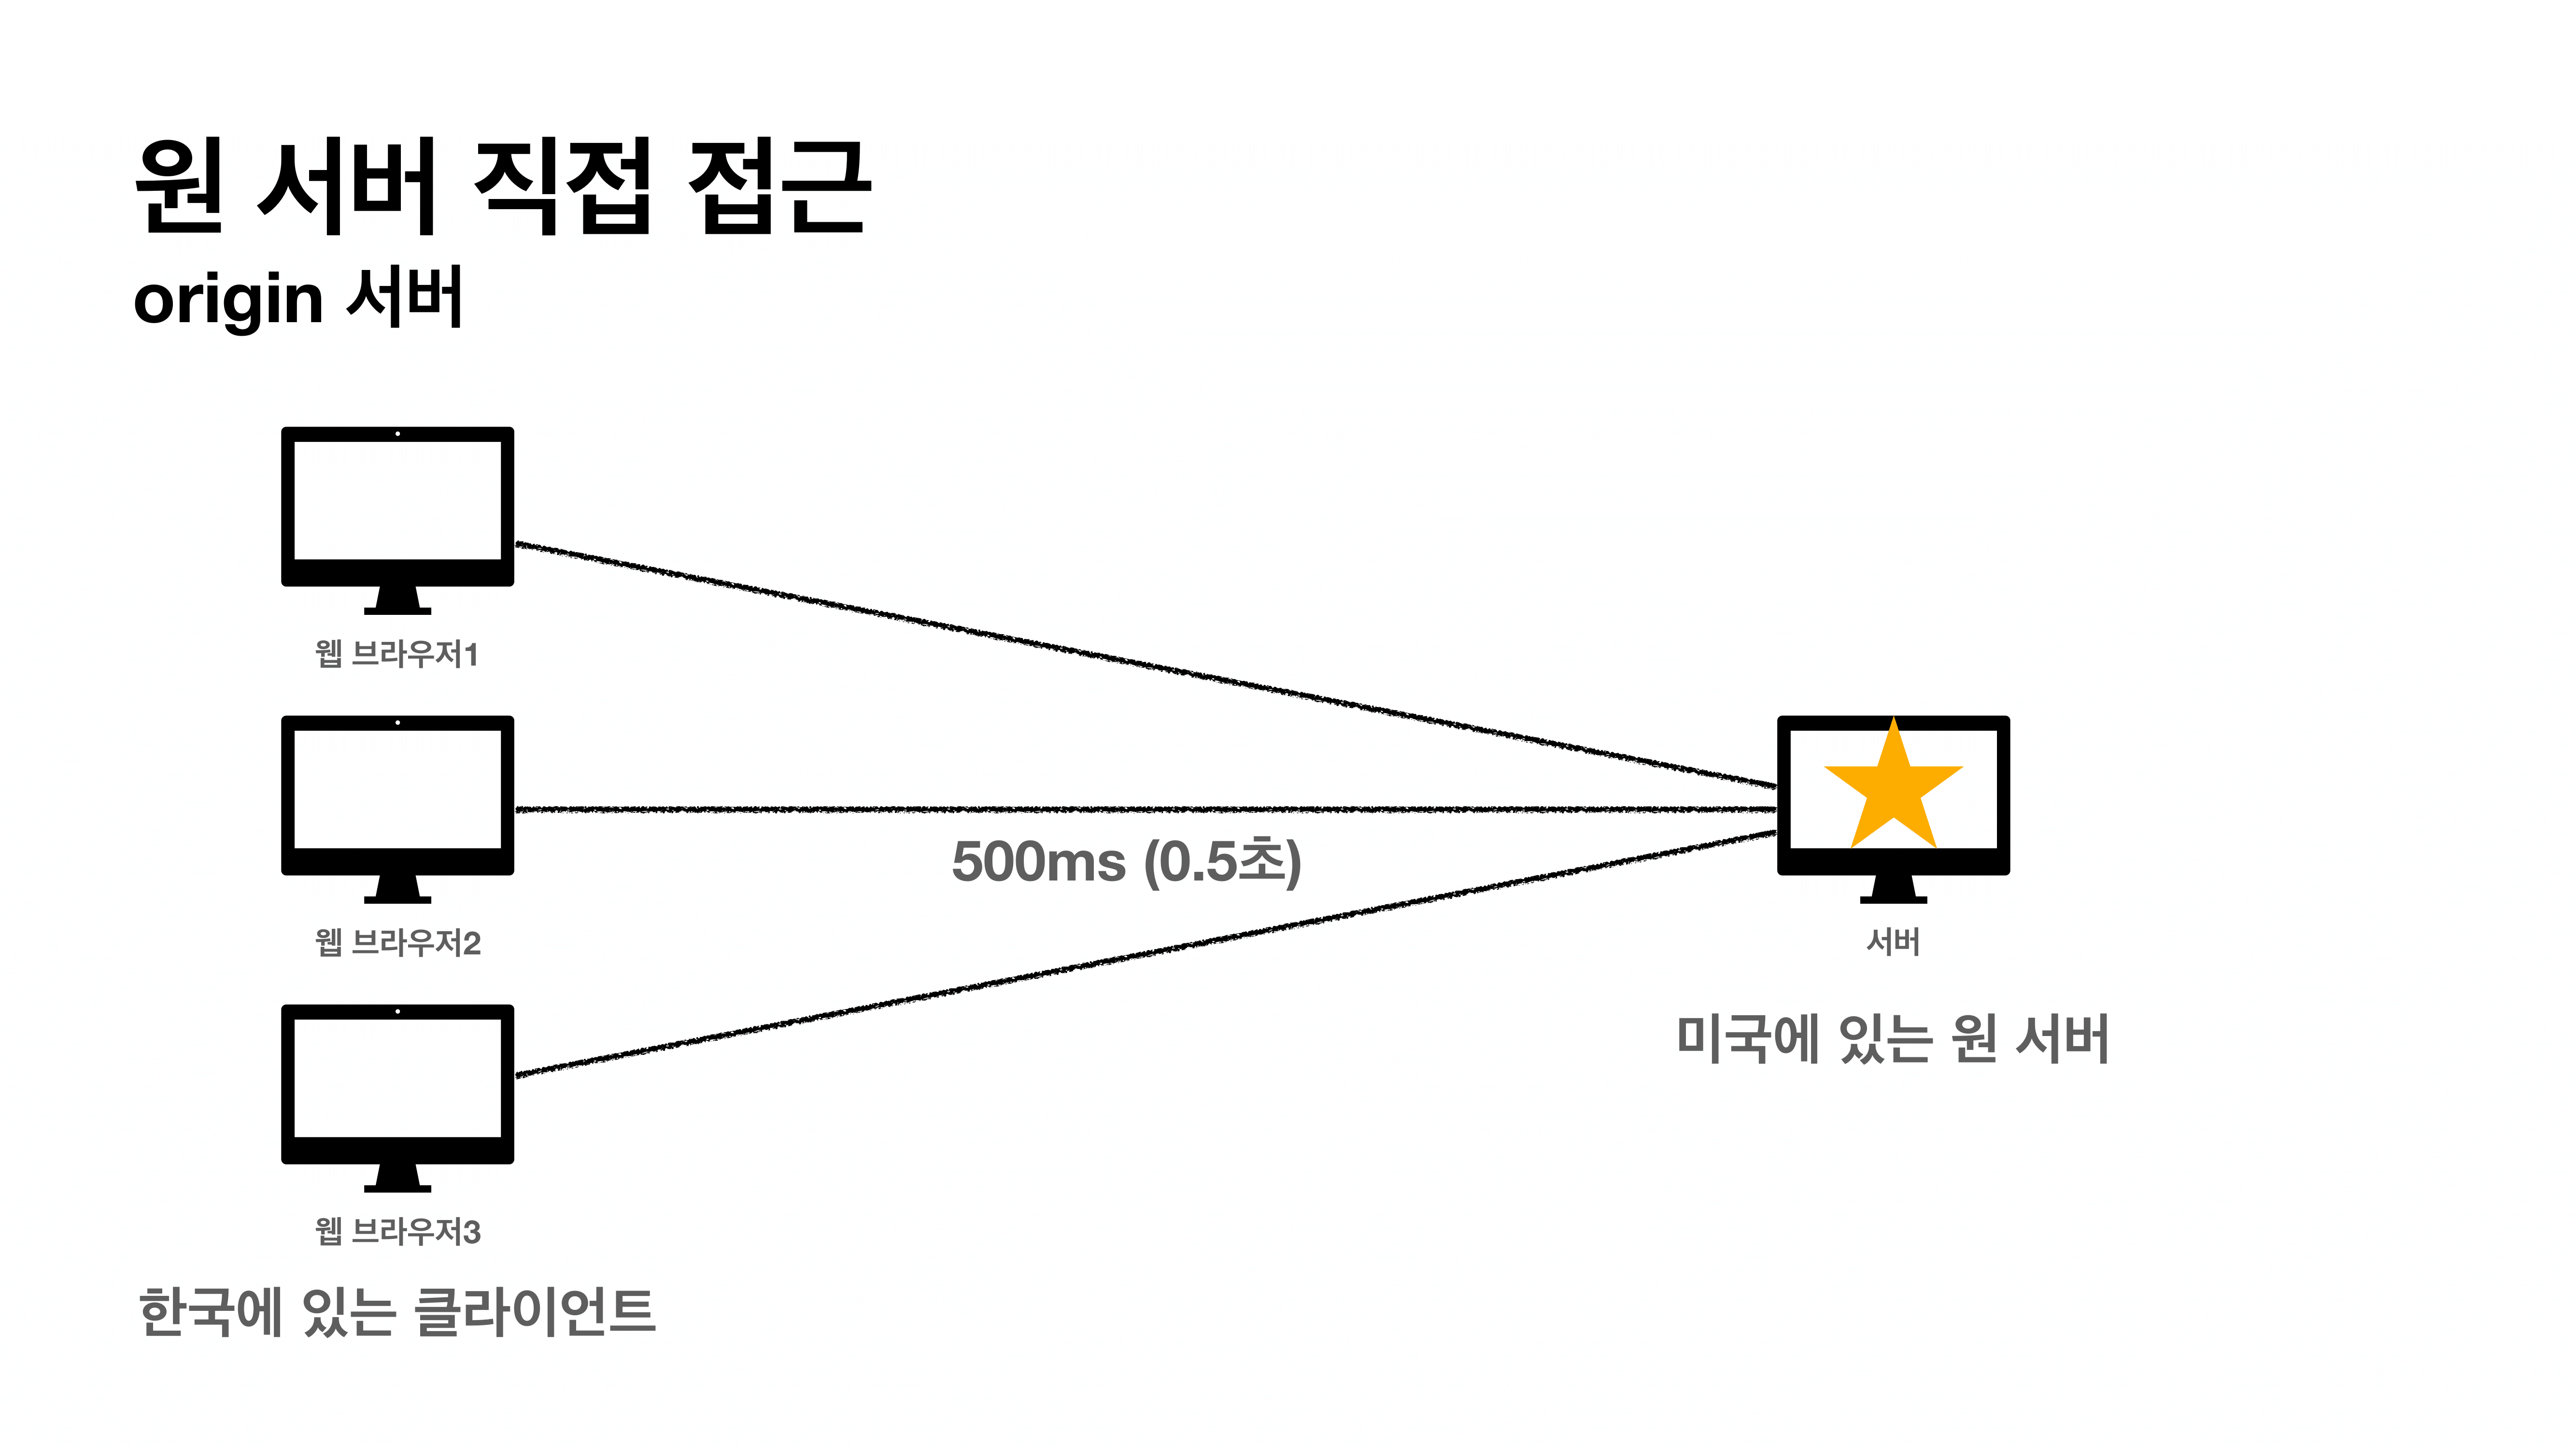 원 서버 직접 접근
origin 서버
웹 브라우저1
웹 브라우저2
500ms (0.5초)
서버
미국에 있는 원 서버
웹 브라우저3
한국에 있는 클라이언트